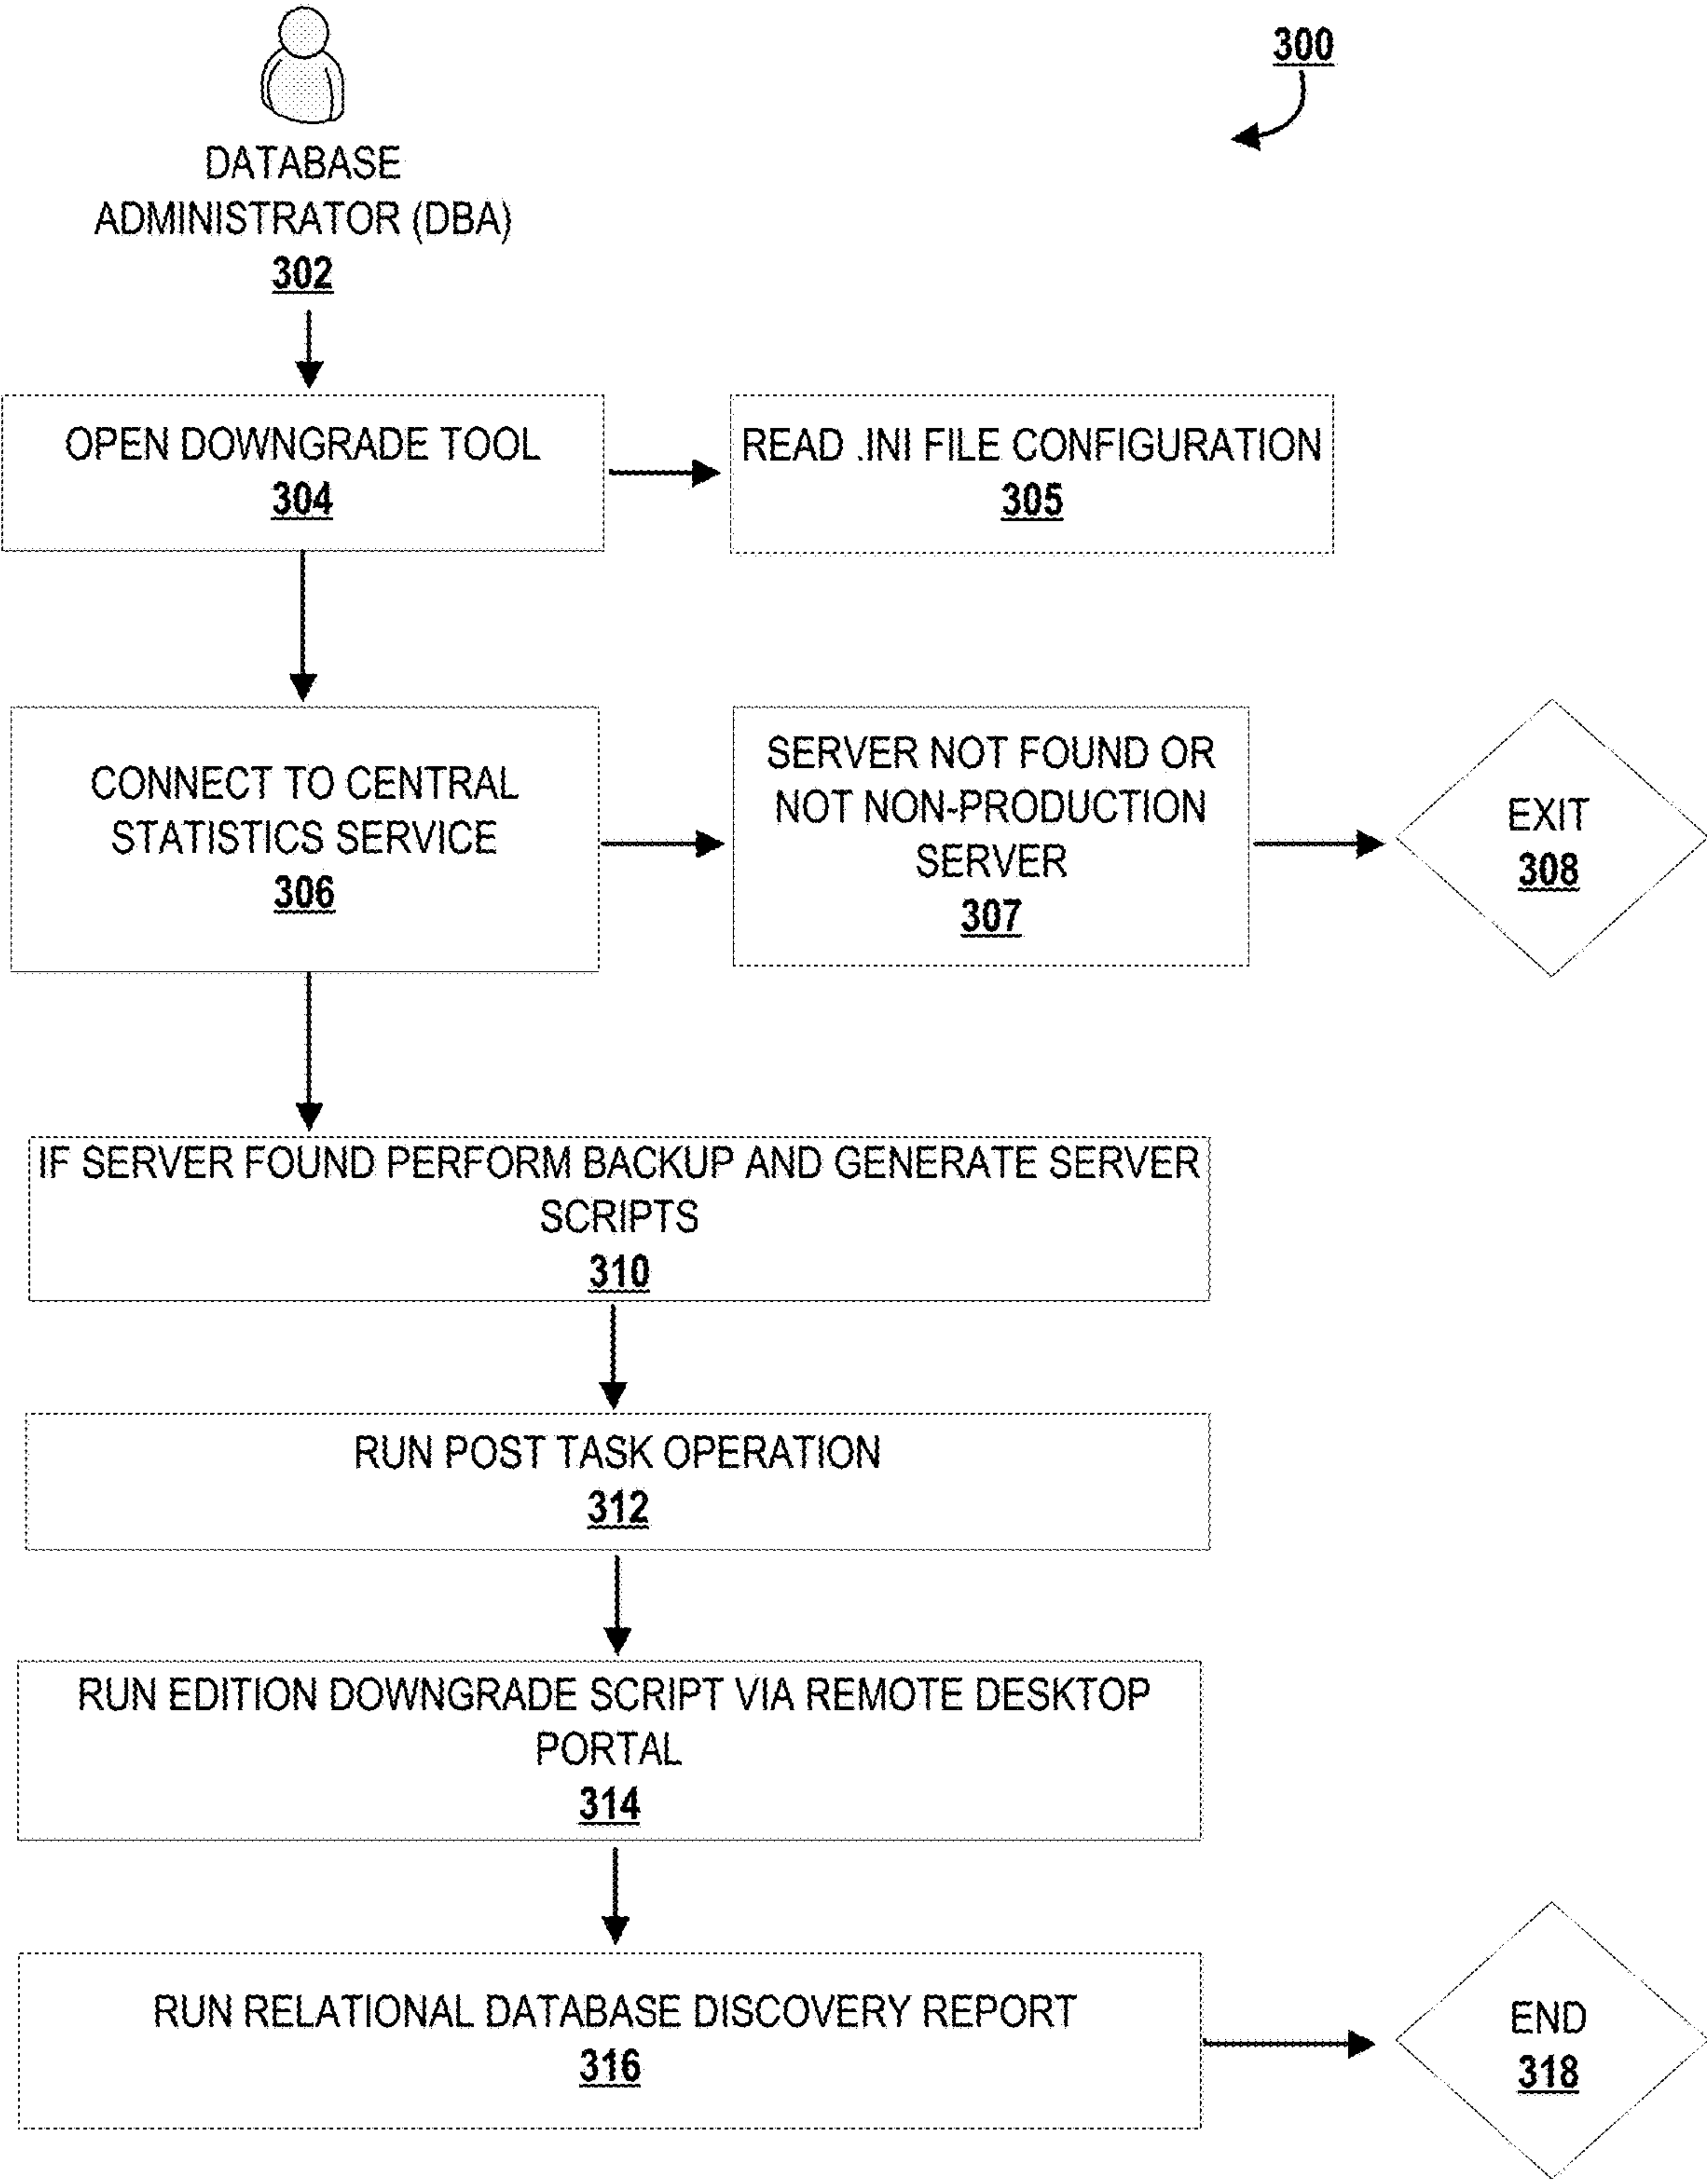 300
DATABASE
ADMINISTRATOR (DBA)
302
OPEN DOWNGRADE TOOL
304
READ .INI FILE CONFIGURATION
305
CONNECT TO CENTRAL
STATISTICS SERVICE
306
SERVER NOT FOUND OR
NOT NON-PRODUCTION
SERVER
307
EXIT
308
IF SERVER FOUND PERFORM BACKUP AND GENERATE SERVER
SCRIPTS
310
RUN POST TASK OPERATION
312
RUN EDITION DOWNGRADE SCRIPT VIA REMOTE DESKTOP
PORTAL
314
RUN RELATIONAL DATABASE DISCOVERY REPORT
316
END
318